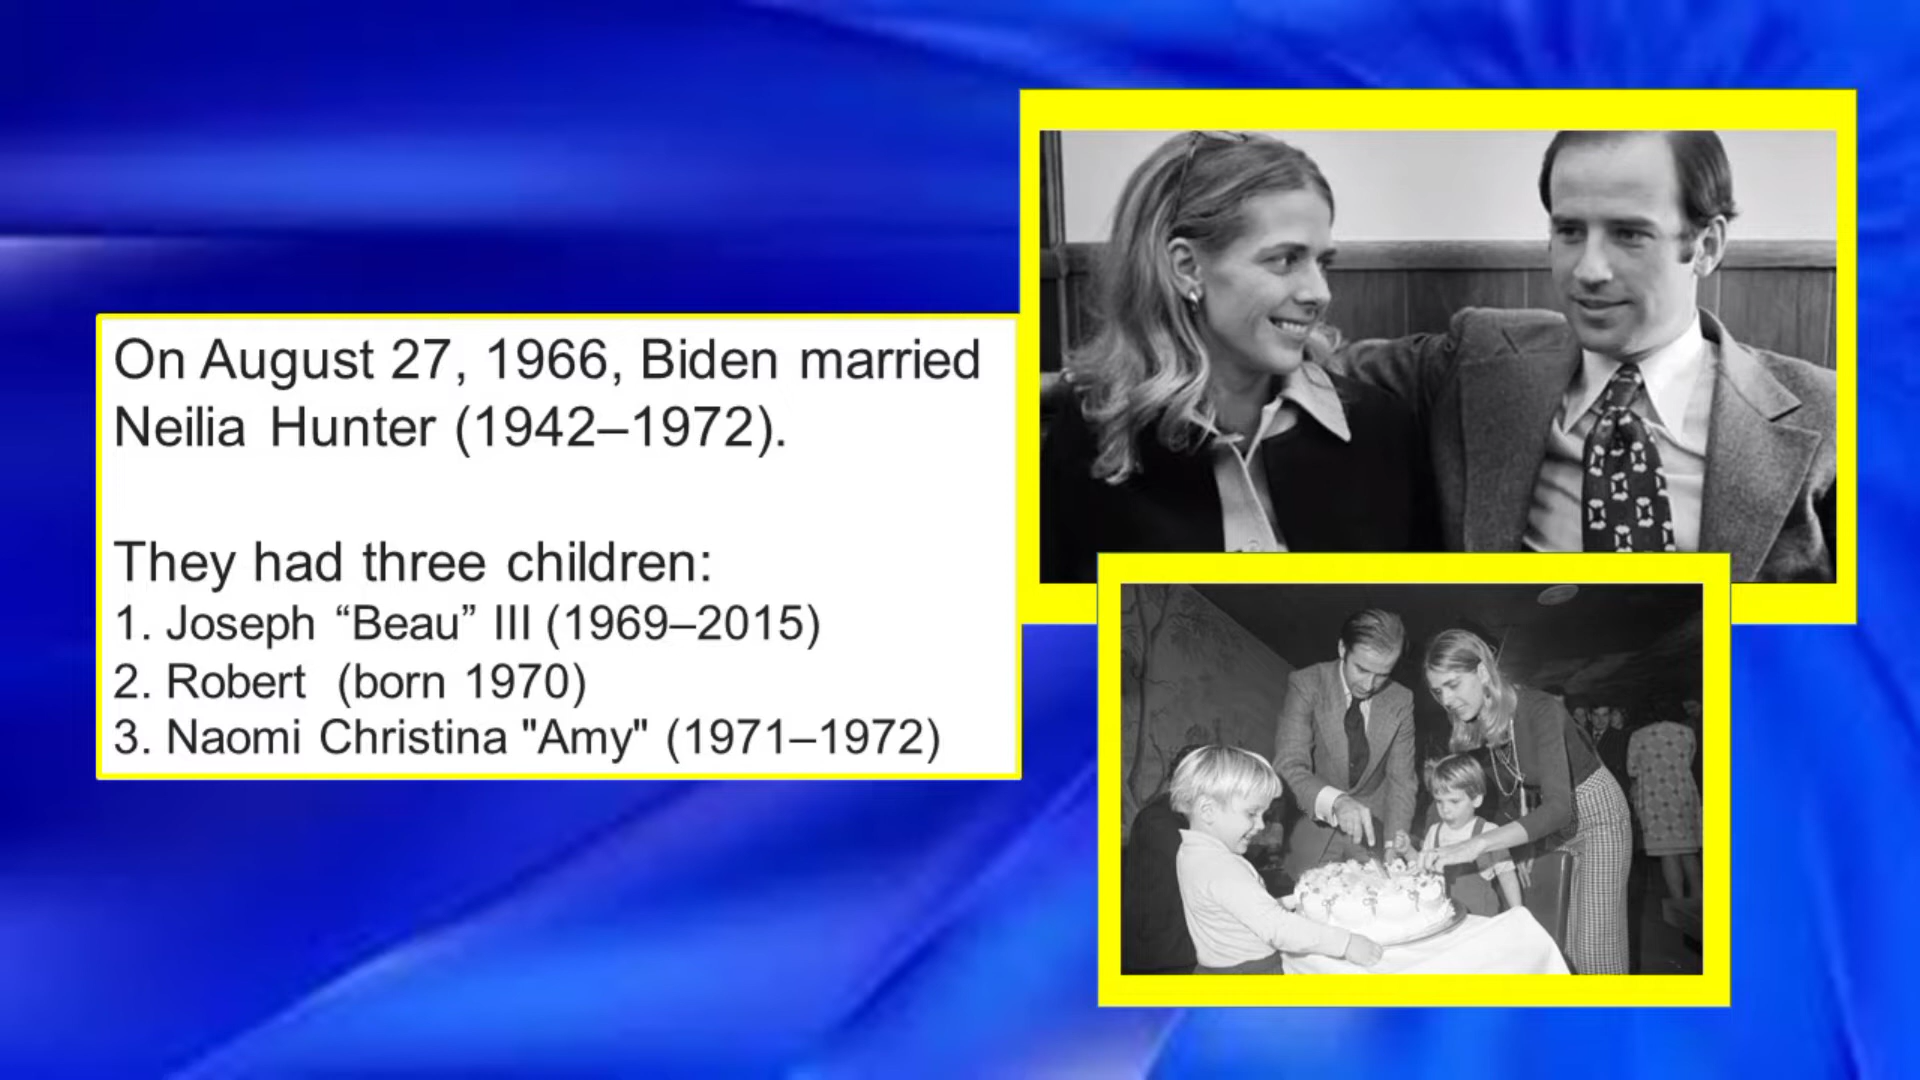 On August 27, 1966, Biden married
Neilia Hunter (1942–1972).
They had three children:
1. Joseph “Beau” III (1969–2015)
2. Robert (born 1970)
3. Naomi Christina "Amy" (1971–1972)